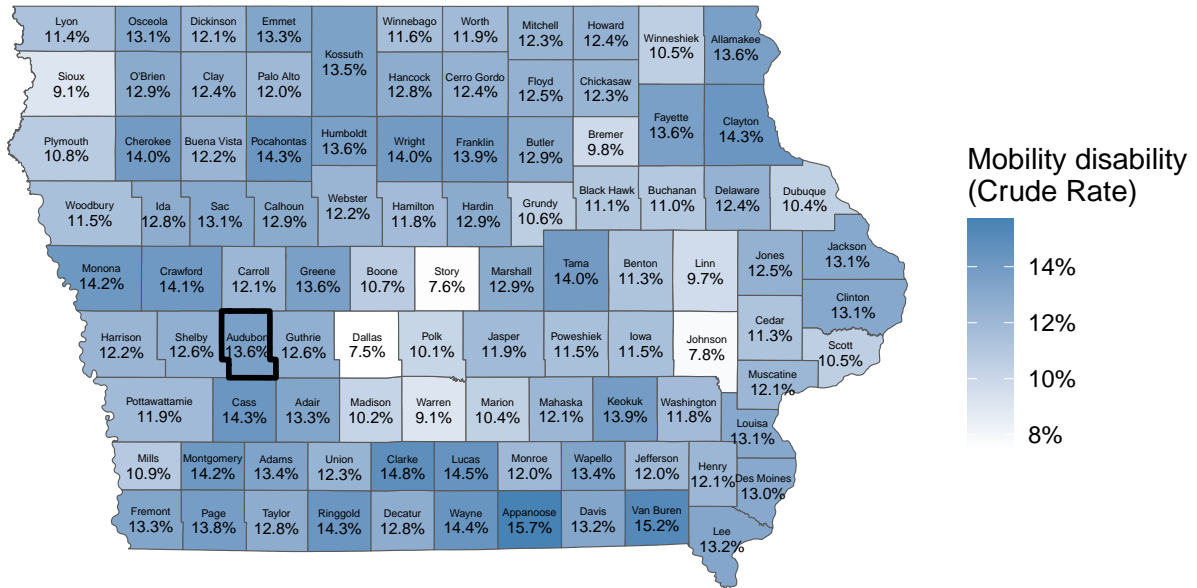 Lyon
11.4%
Osceola
13.1%
Dickinson
12.1%
Emmet
13.3%
Kossuth
13.5%
Winnebago
11.6%
Worth
11.9%
Mitchell
12.3%
Howard
12.4%
Winneshiek
10.5%
Allamakee
13.6%
Sioux
9.1%
O'Brien
12.9%
Clay
12.4%
Palo Alto
12.0%
Hancock
12.8%
Cerro Gordo
12.4%
Floyd
12.5%
Chickasaw
12.3%
Fayette
13.6%
Clayton
14.3%
Plymouth
10.8%
Cherokee
14.0%
Buena Vista
12.2%
Pocahontas
14.3%
Humboldt
13.6%
Wright
14.0%
Franklin
13.9%
Butler
12.9%
Bremer
9.8%
Woodbury
11.5%
Ida
12.8%
Sac
13.1%
Calhoun
12.9%
Webster
12.2%
Hamilton
11.8%
Hardin
12.9%
Grundy
10.6%
Black Hawk
11.1%
Buchanan
11.0%
Delaware
12.4%
Dubuque
10.4%
Monona
14.2%
Crawford
14.1%
Carroll
12.1%
Greene
13.6%
Boone
10.7%
Story
7.6%
Marshall
12.9%
Tama
14.0%
Benton
11.3%
Linn
9.7%
Jones
12.5%
Jackson
13.1%
Clinton
13.1%
Harrison
12.2%
Shelby
12.6%
Audubon
13.6%
Guthrie
12.6%
Dallas
7.5%
Polk
10.1%
Jasper
11.9%
Poweshiek
11.5%
Iowa
11.5%
Johnson
7.8%
Cedar
11.3%
Scott
10.5%
Muscatine
12.1%
Pottawattamie
11.9%
Cass
14.3%
Adair
13.3%
Madison
10.2%
Warren
9.1%
Marion
10.4%
Mahaska
12.1%
Keokuk
13.9%
Washington
11.8%
Louisa
13.1%
Mills
10.9%
Montgomery
14.2%
Adams
13.4%
Union
12.3%
Clarke
14.8%
Lucas
14.5%
Monroe
12.0%
Wapello
13.4%
Jefferson
12.0%
Henry
12.1%
Des Moines
13.0%
Fremont
13.3%
Page
13.8%
Taylor
12.8%
Ringgold
14.3%
Decatur
12.8%
Wayne
14.4%
Appanoose
15.7%
Davis
13.2%
Van Buren
15.2%
Lee
13.2%
Mobility disability
(Crude Rate)
14%
12%
10%
8%